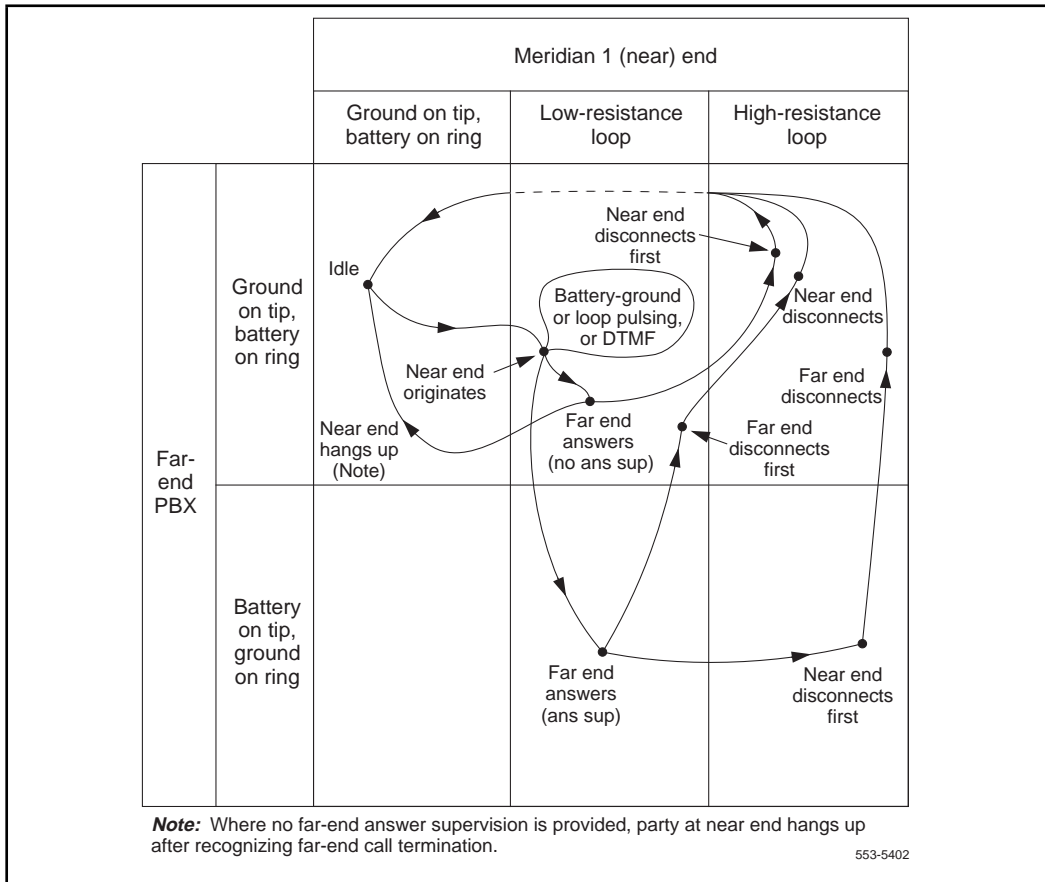 Meridian 1 (near) end
Ground on tip,
battery on ring
Low-resistance
loop
High-resistance
loop
Far-
end
PBX
Ground
on tip,
battery
on ring
Idle
Near end
disconnects
first
Battery-ground
or loop pulsing,
or DTMF
Near end
disconnects
Near end
originates
Far end
disconnects
Near end
hangs up
(Note)
Far end
answers
(no ans sup)
Far end
disconnects
first
Battery
on tip,
ground
on ring
Far end
answers
(ans sup)
Near end
disconnects
first
Note: Where no far-end answer supervision is provided, party at near end hangs up
after recognizing far-end call termination.
553-5402